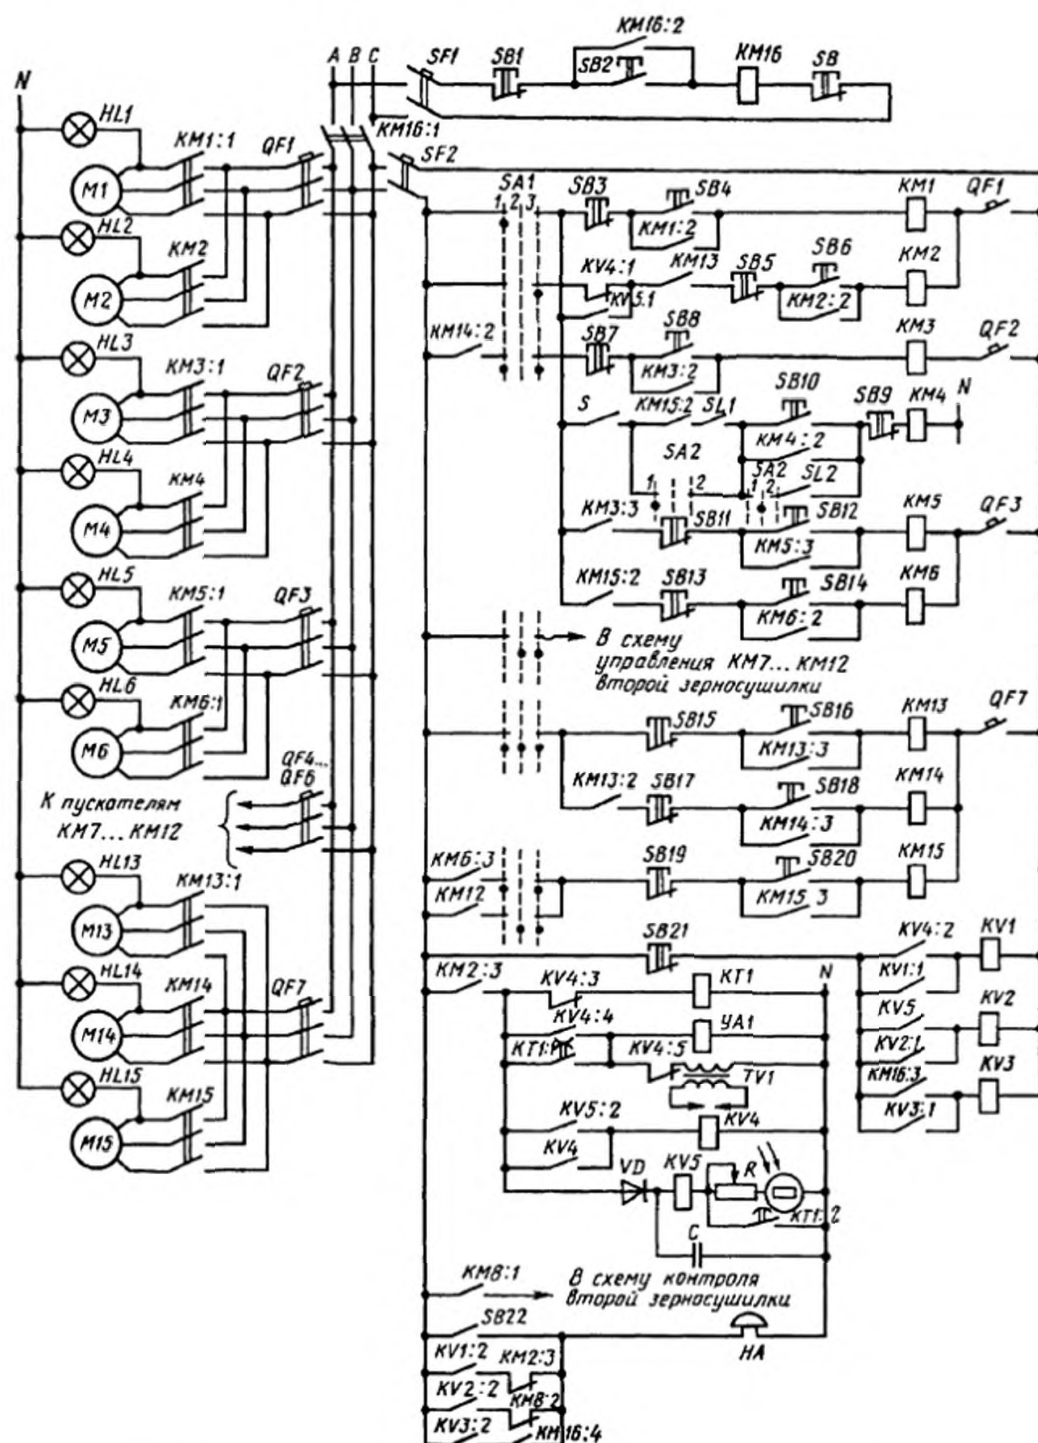 N
A B C
SF1
SB1
KM16:2
SB2
KM16
SB
KM16:1
SF2
HL1
KM1:1
QF1
M1
HL2
KM2
M2
HL3
KM3:1
QF2
M3
HL4
KM4
M4
HL5
KM5:1
QF3
M5
HL6
KM6:1
M6
QF4...
QF6
К пускателям
KM7...KM12
HL13
KM13:1
M13
HL14
KM14
QF7
M14
HL15
KM15
M15
SA1
1 2 3
SB3
SB4
KM1:2
KM1
QF1
KV4:1
KM13
SB5
SB6
KM2
KV5:1
KM2:2
KM14:2
SB7
SB8
KM3:2
KM3
QF2
S
KM15:2
SL1
SB10
SB9
KM4
N
KM4:2
SA2
1 2
SA2
1 2
SL2
KM3:3
SB11
SB12
KM5:3
KM5
QF3
KM15:2
SB13
SB14
KM6:2
KM6
В схему
управления KM7...KM12
второй зерносушилки
SB15
SB16
KM13:3
KM13
QF7
KM13:2
SB17
SB18
KM14:3
KM14
KM6:3
KM12
SB19
SB20
KM15 3
KM15
SB21
KV4:2
KV1:1
KV1
KV5
KV2:1
KV2
KM16:3
KV3:1
KV3
KM2:3
KV4:3
KT1
N
KV4:4
YA1
KT1:1
KV4:5
TV1
KV5:2
KV4
KV4
VD
KV5
R
KT1:2
C
KM8:1
В схему контроля
второй зерносушилки
SB22
HA
KV1:2
KM2:3
KV2:2
KM8:2
KV3:2
KM16:4